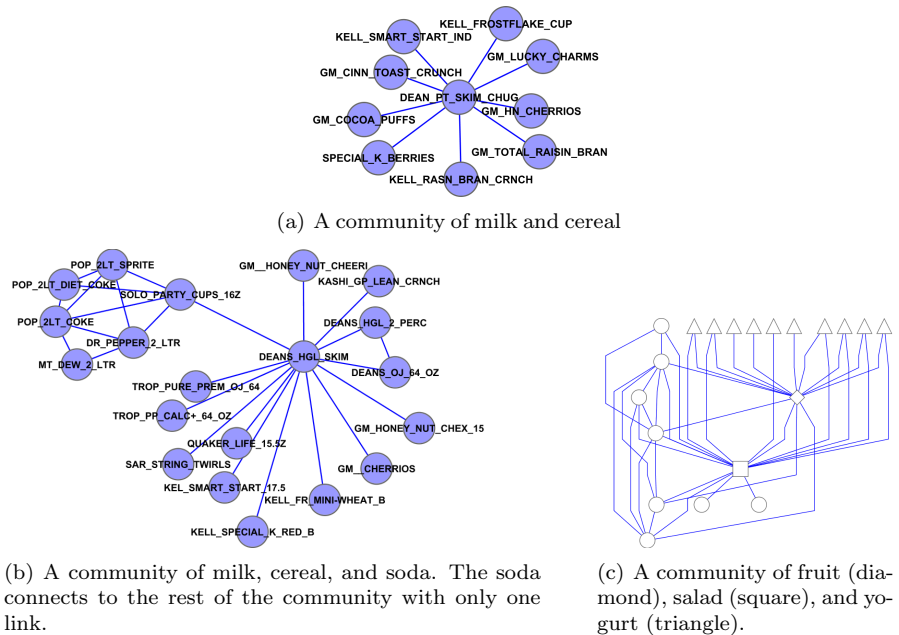 KELL_FROSTFLAKE_CUP
KELL_SMART_START_IND
GM_LUCKY_CHARMS
GM_CINN_TOAST_CRUNCH
DEAN_PT_SKIM_CHUG
GM_HN_CHERRIOS
GM_COCOA_PUFFS
GM_TOTAL_RAISIN_BRAN
SPECIAL_K_BERRIES
KELL_RASN_BRAN_CRNCH
(a) A community of milk and cereal
POP_2LT_SPRITE
POP_2LT_DIET_COKE
SOLO_PARTY_CUPS_16Z
POP_2LT_COKE
DR_PEPPER_2_LTR
MT_DEW_2_LTR
GM__HONEY_NUT_CHEERI
KASHI_GP_LEAN_CRNCH
DEANS_HGL_2_PERC
DEANS_HGL_SKIM
DEANS_OJ_64_OZ
TROP_PURE_PREM_OJ_64
TROP_PP_CALC+_64_OZ
GM_HONEY_NUT_CHEX_15
QUAKER_LIFE_15.5Z
SAR_STRING_TWIRLS
GM__CHERRIOS
KEL_SMART_START_17.5
KELL_FR_MINI-WHEAT_B
KELL_SPECIAL_K_RED_B
(b) A community of milk, cereal, and soda. The soda
connects to the rest of the community with only one
link.
(c) A community of fruit (dia-
mond), salad (square), and yo-
gurt (triangle).